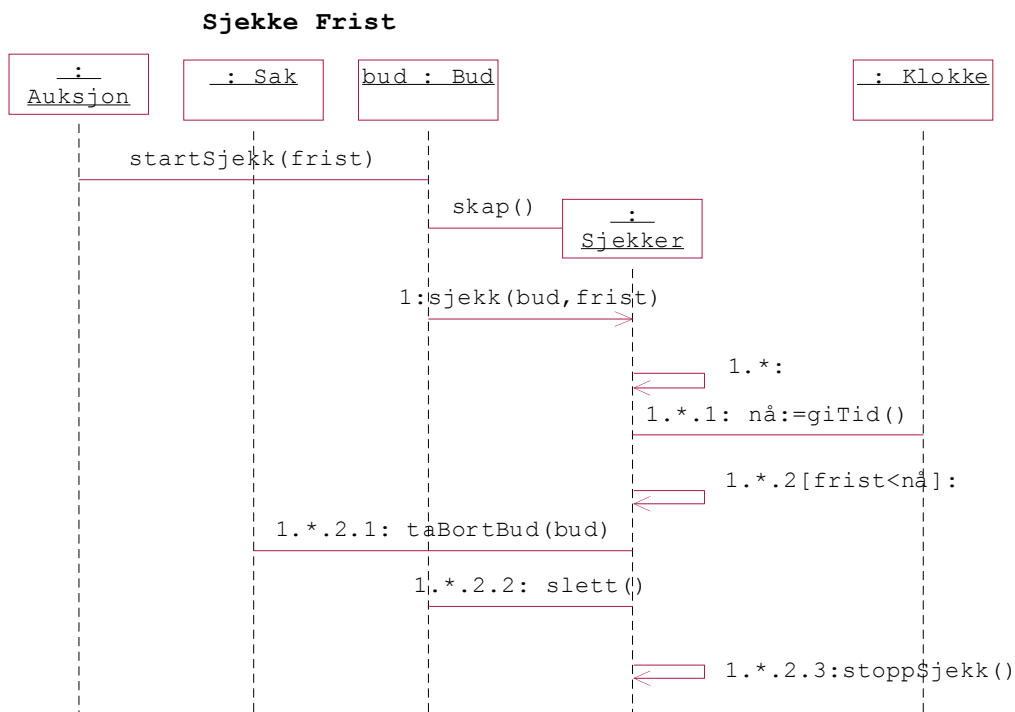 Sjekke Frist
:
Auksjon
: Sak
bud : Bud
: Klokke
startSjekk(frist)
skap()
:
Sjekker
1:sjekk(bud,frist)
1.*:
1.*.1: nå:=giTid()
1.*.2[frist<nå]:
1.*.2.1: taBortBud(bud)
1.*.2.2: slett()
1.*.2.3:stoppSjekk()